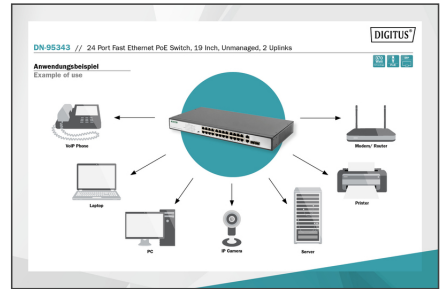 DIGITUS®
DN-95343 // 24 Port Fast Ethernet PoE Switch, 19 Inch, Unmanaged, 2 Uplinks
Anwendungsbeispiel
Example of use
VoIP Phone
Modem/ Router
Laptop
Printer
PC
IP Camera
Server